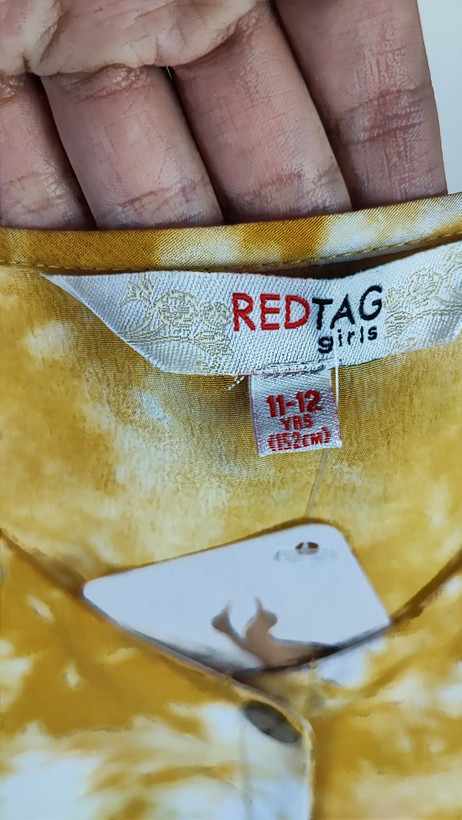 REDTAG
girls
11-12
YRS
(152CM)